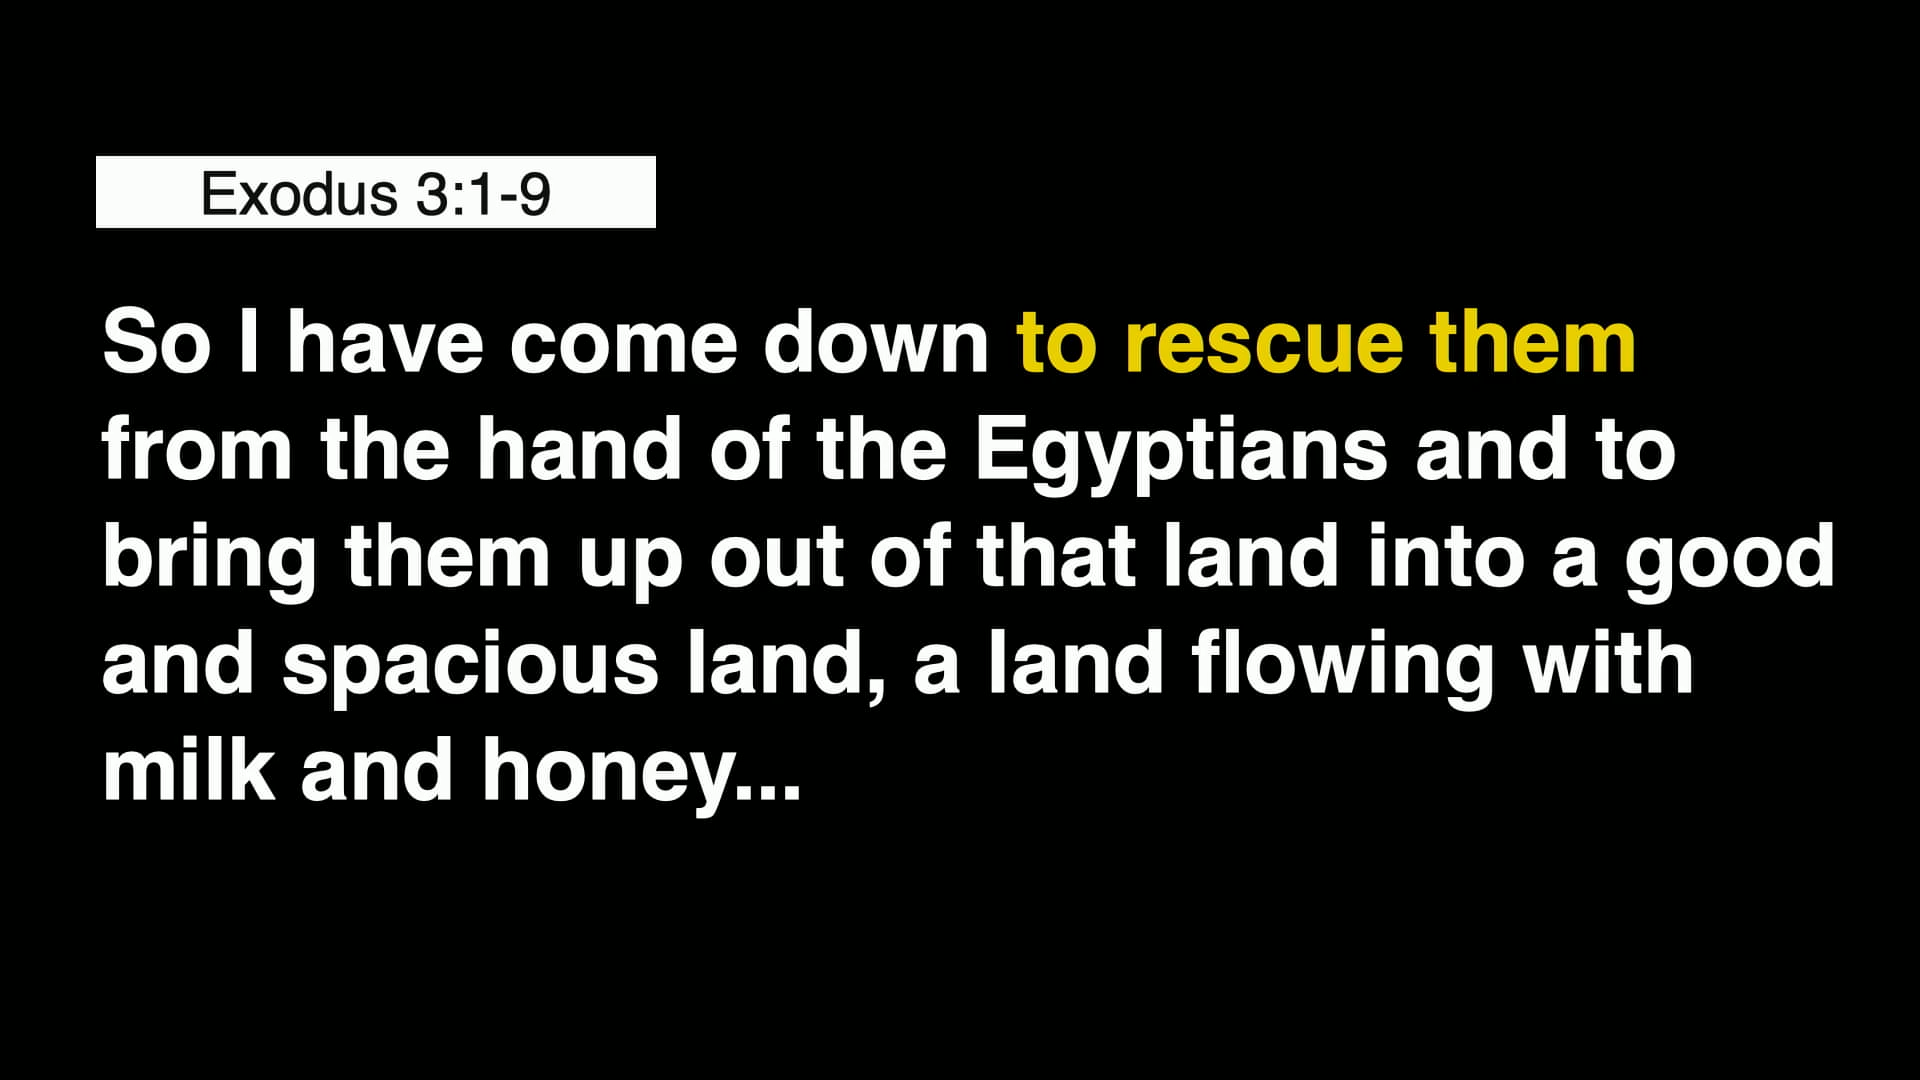 Exodus 3:1-9
So I have come down to rescue them
from the hand of the Egyptians and to
bring them up out of that land into a good
and spacious land, a land flowing with
milk and honey...